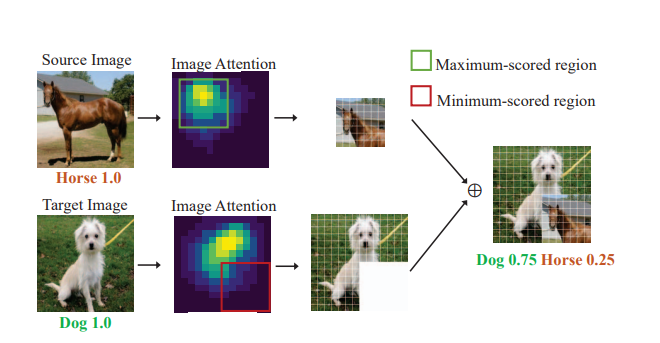 Source Image
Image Attention
Maximum-scored region
Minimum-scored region
Horse 1.0
Target Image
Image Attention
Dog 0.75 Horse 0.25
Dog 1.0